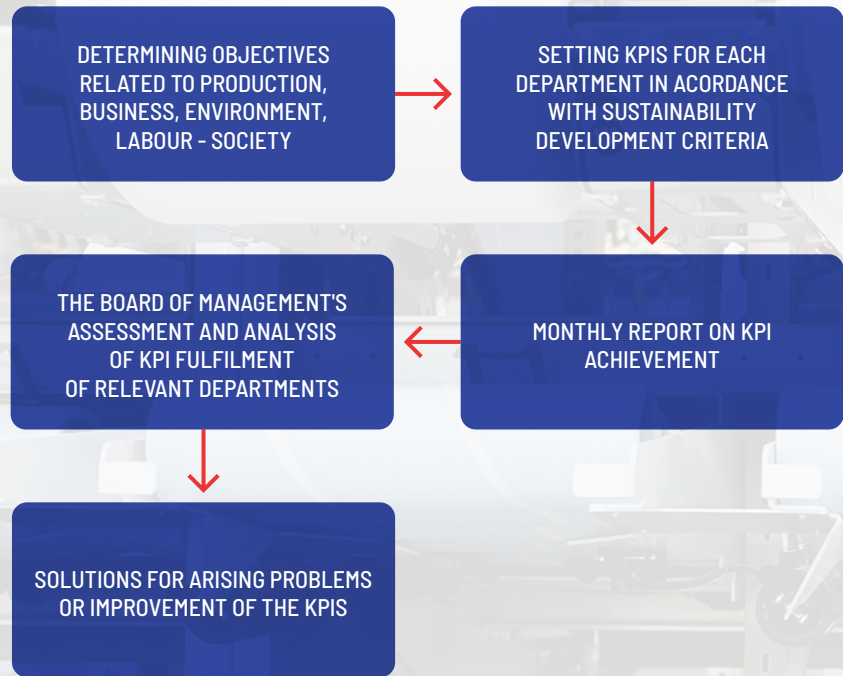 DETERMINING OBJECTIVES
RELATED TO PRODUCTION,
BUSINESS, ENVIRONMENT,
LABOUR - SOCIETY
SETTING KPIS FOR EACH
DEPARTMENT IN ACORDANCE
WITH SUSTAINABILITY
DEVELOPMENT CRITERIA
MONTHLY REPORT ON KPI
ACHIEVEMENT
THE BOARD OF MANAGEMENT'S
ASSESSMENT AND ANALYSIS
OF KPI FULFILMENT
OF RELEVANT DEPARTMENTS
SOLUTIONS FOR ARISING PROBLEMS
OR IMPROVEMENT OF THE KPIS